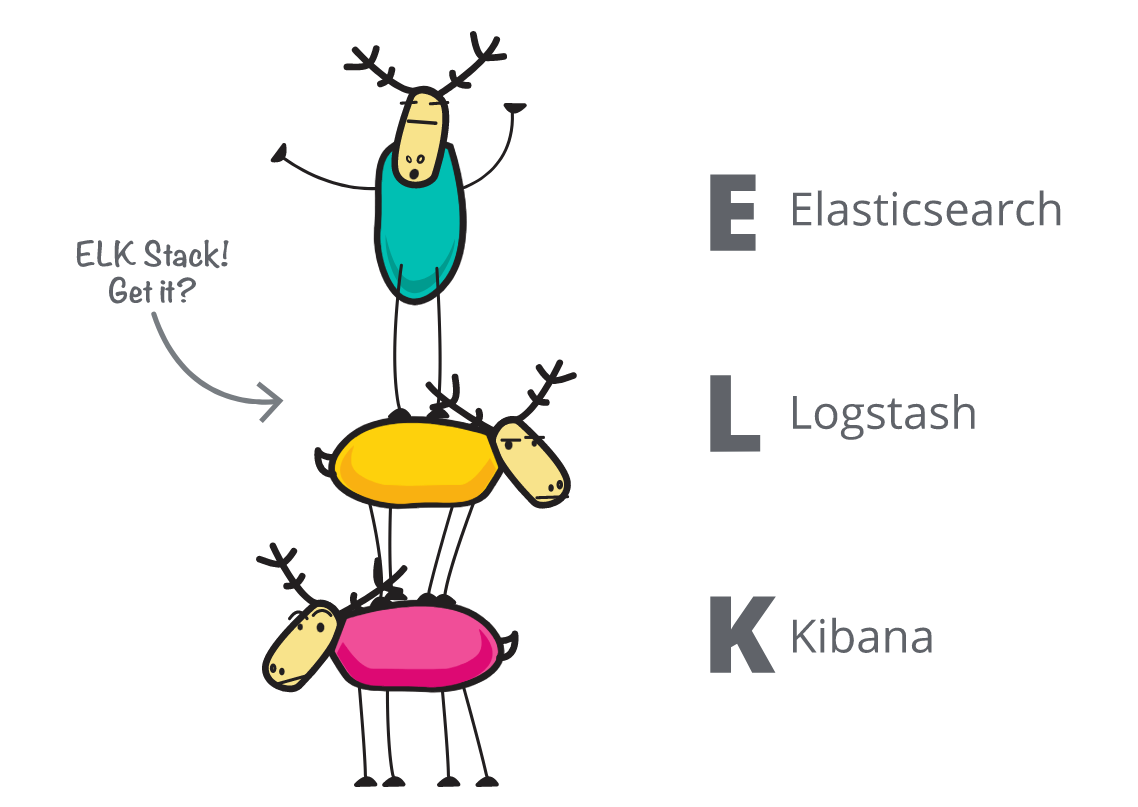 ELK Stack!
Get it?
E Elasticsearch
L Logstash
K Kibana